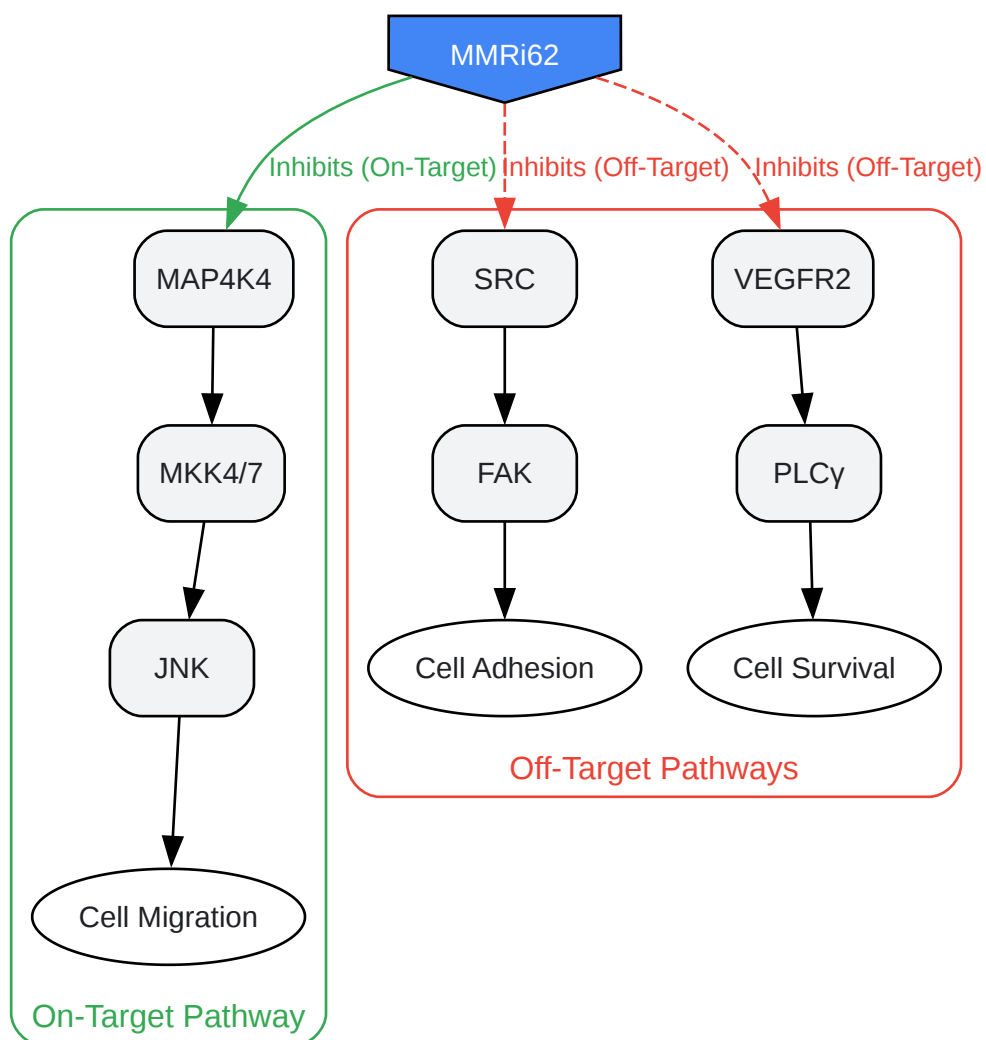 MMRi62
Inhibits (On-Target)
Inhibits (Off-Target)
Inhibits (Off-Target)
MAP4K4
SRC
VEGFR2
MKK4/7
FAK
PLCγ
JNK
Cell Adhesion
Cell Survival
Off-Target Pathways
Cell Migration
On-Target Pathway